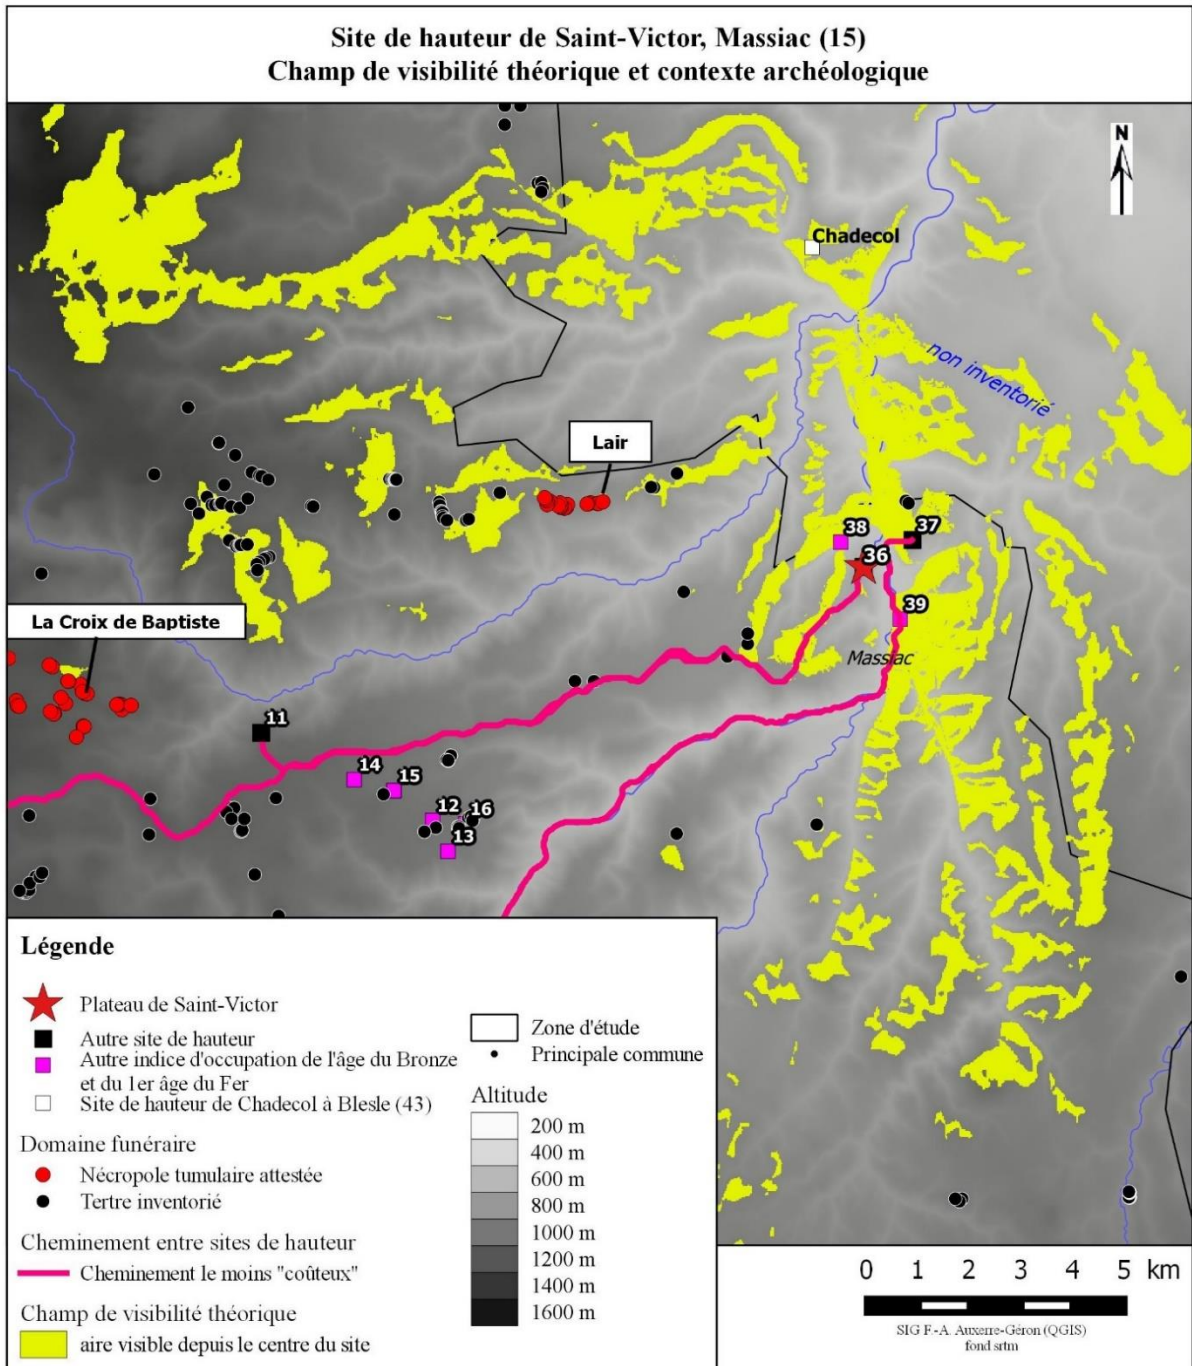 Site de hauteur de Saint-Victor, Massiac (15)
Champ de visibilité théorique et contexte archéologique
N
Chadecol
non inventorié
Lair
38
37
36
La Croix de Baptiste
39
Massiac
11
14
15
12
16
13
Légende
Plateau de Saint-Victor
Autre site de hauteur
Autre indice d'occupation de l'âge du Bronze
et du 1er âge du Fer
Site de hauteur de Chadecol à Blesle (43)
Domaine funéraire
Nécropole tumulaire attestée
Tertre inventorié
Cheminement entre sites de hauteur
Cheminement le moins "coûteux"
Champ de visibilité théorique
aire visible depuis le centre du site
Zone d'étude
Principale commune
Altitude
200 m
400 m
600 m
800 m
1000 m
1200 m
1400 m
1600 m
0 1 2 3 4 5 km
SIG F.-A. Auxerre-Géron (QGIS)
fond srtm